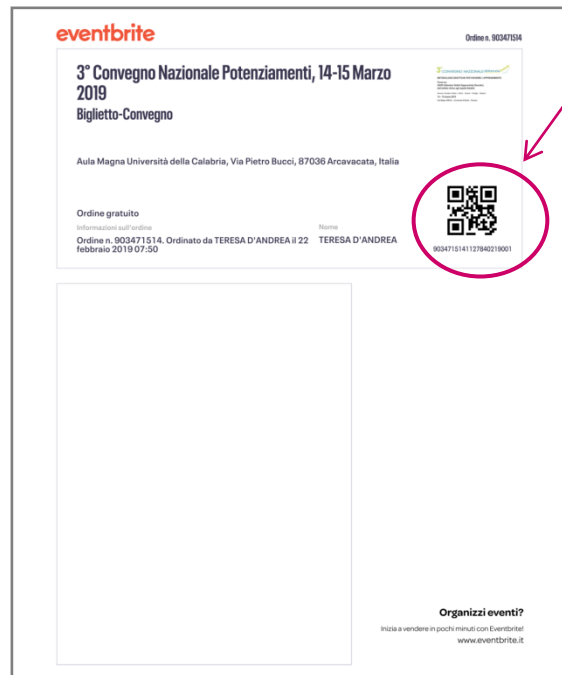 eventbrite
Ordine n. 903471514
3° Convegno Nazionale Potenziamenti, 14-15 Marzo
2019
Biglietto-Convegno
Aula Magna Università della Calabria, Via Pietro Bucci, 87036 Arcavacata, Italia
Ordine gratuito
Informazioni sull'ordine
Nome
Ordine n. 903471514. Ordinato da TERESA D'ANDREA il 22
febbraio 2019 07:50
TERESA D'ANDREA
9034715141127840219001
Organizzi eventi?
Inizia a vendere in pochi minuti con Eventbrite!
www.eventbrite.it